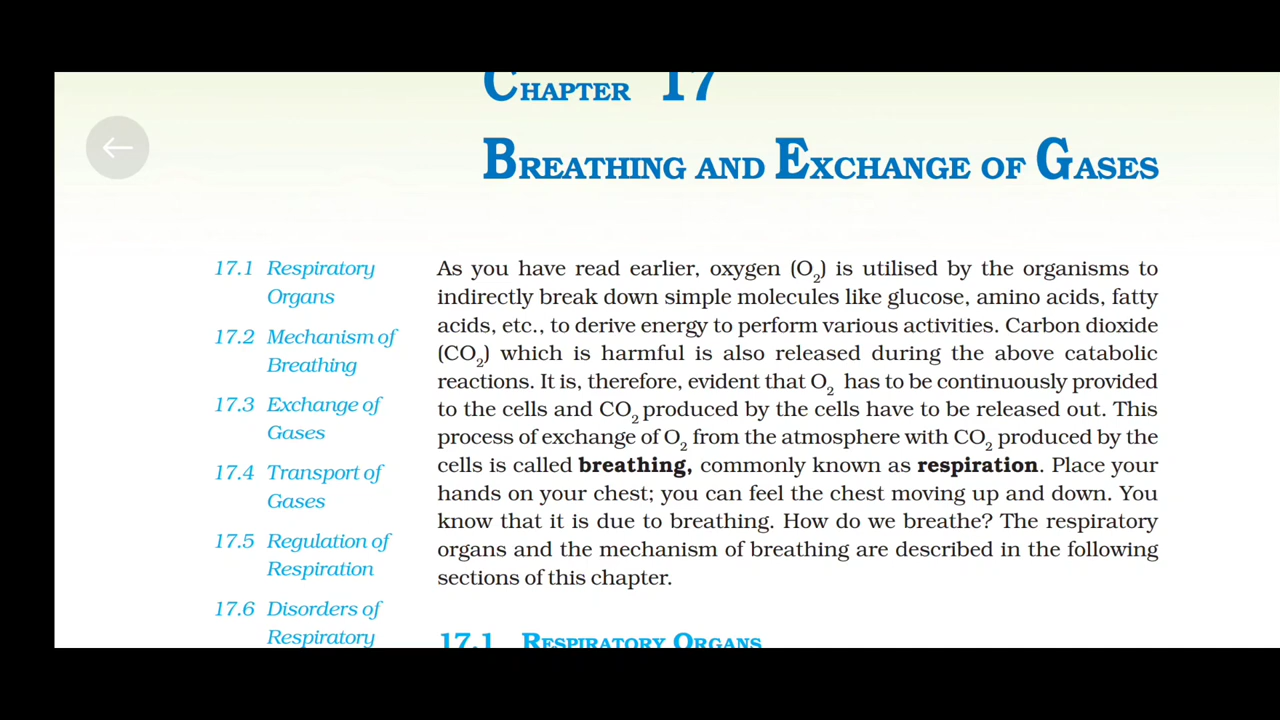 CHAPTER 17
BREATHING AND EXCHANGE OF GASES
17.1 Respiratory
Organs
17.2 Mechanism of
Breathing
17.3 Exchange of
Gases
17.4 Transport of
Gases
17.5 Regulation of
Respiration
17.6 Disorders of
Respiratory
As you have read earlier, oxygen (O2) is utilised by the organisms to
indirectly break down simple molecules like glucose, amino acids, fatty
acids, etc., to derive energy to perform various activities. Carbon dioxide
(CO2) which is harmful is also released during the above catabolic
reactions. It is, therefore, evident that O2 has to be continuously provided
to the cells and CO2 produced by the cells have to be released out. This
process of exchange of O2 from the atmosphere with CO2 produced by the
cells is called breathing, commonly known as respiration. Place your
hands on your chest; you can feel the chest moving up and down. You
know that it is due to breathing. How do we breathe? The respiratory
organs and the mechanism of breathing are described in the following
sections of this chapter.
17.1 RESPIRATORY ORGANS